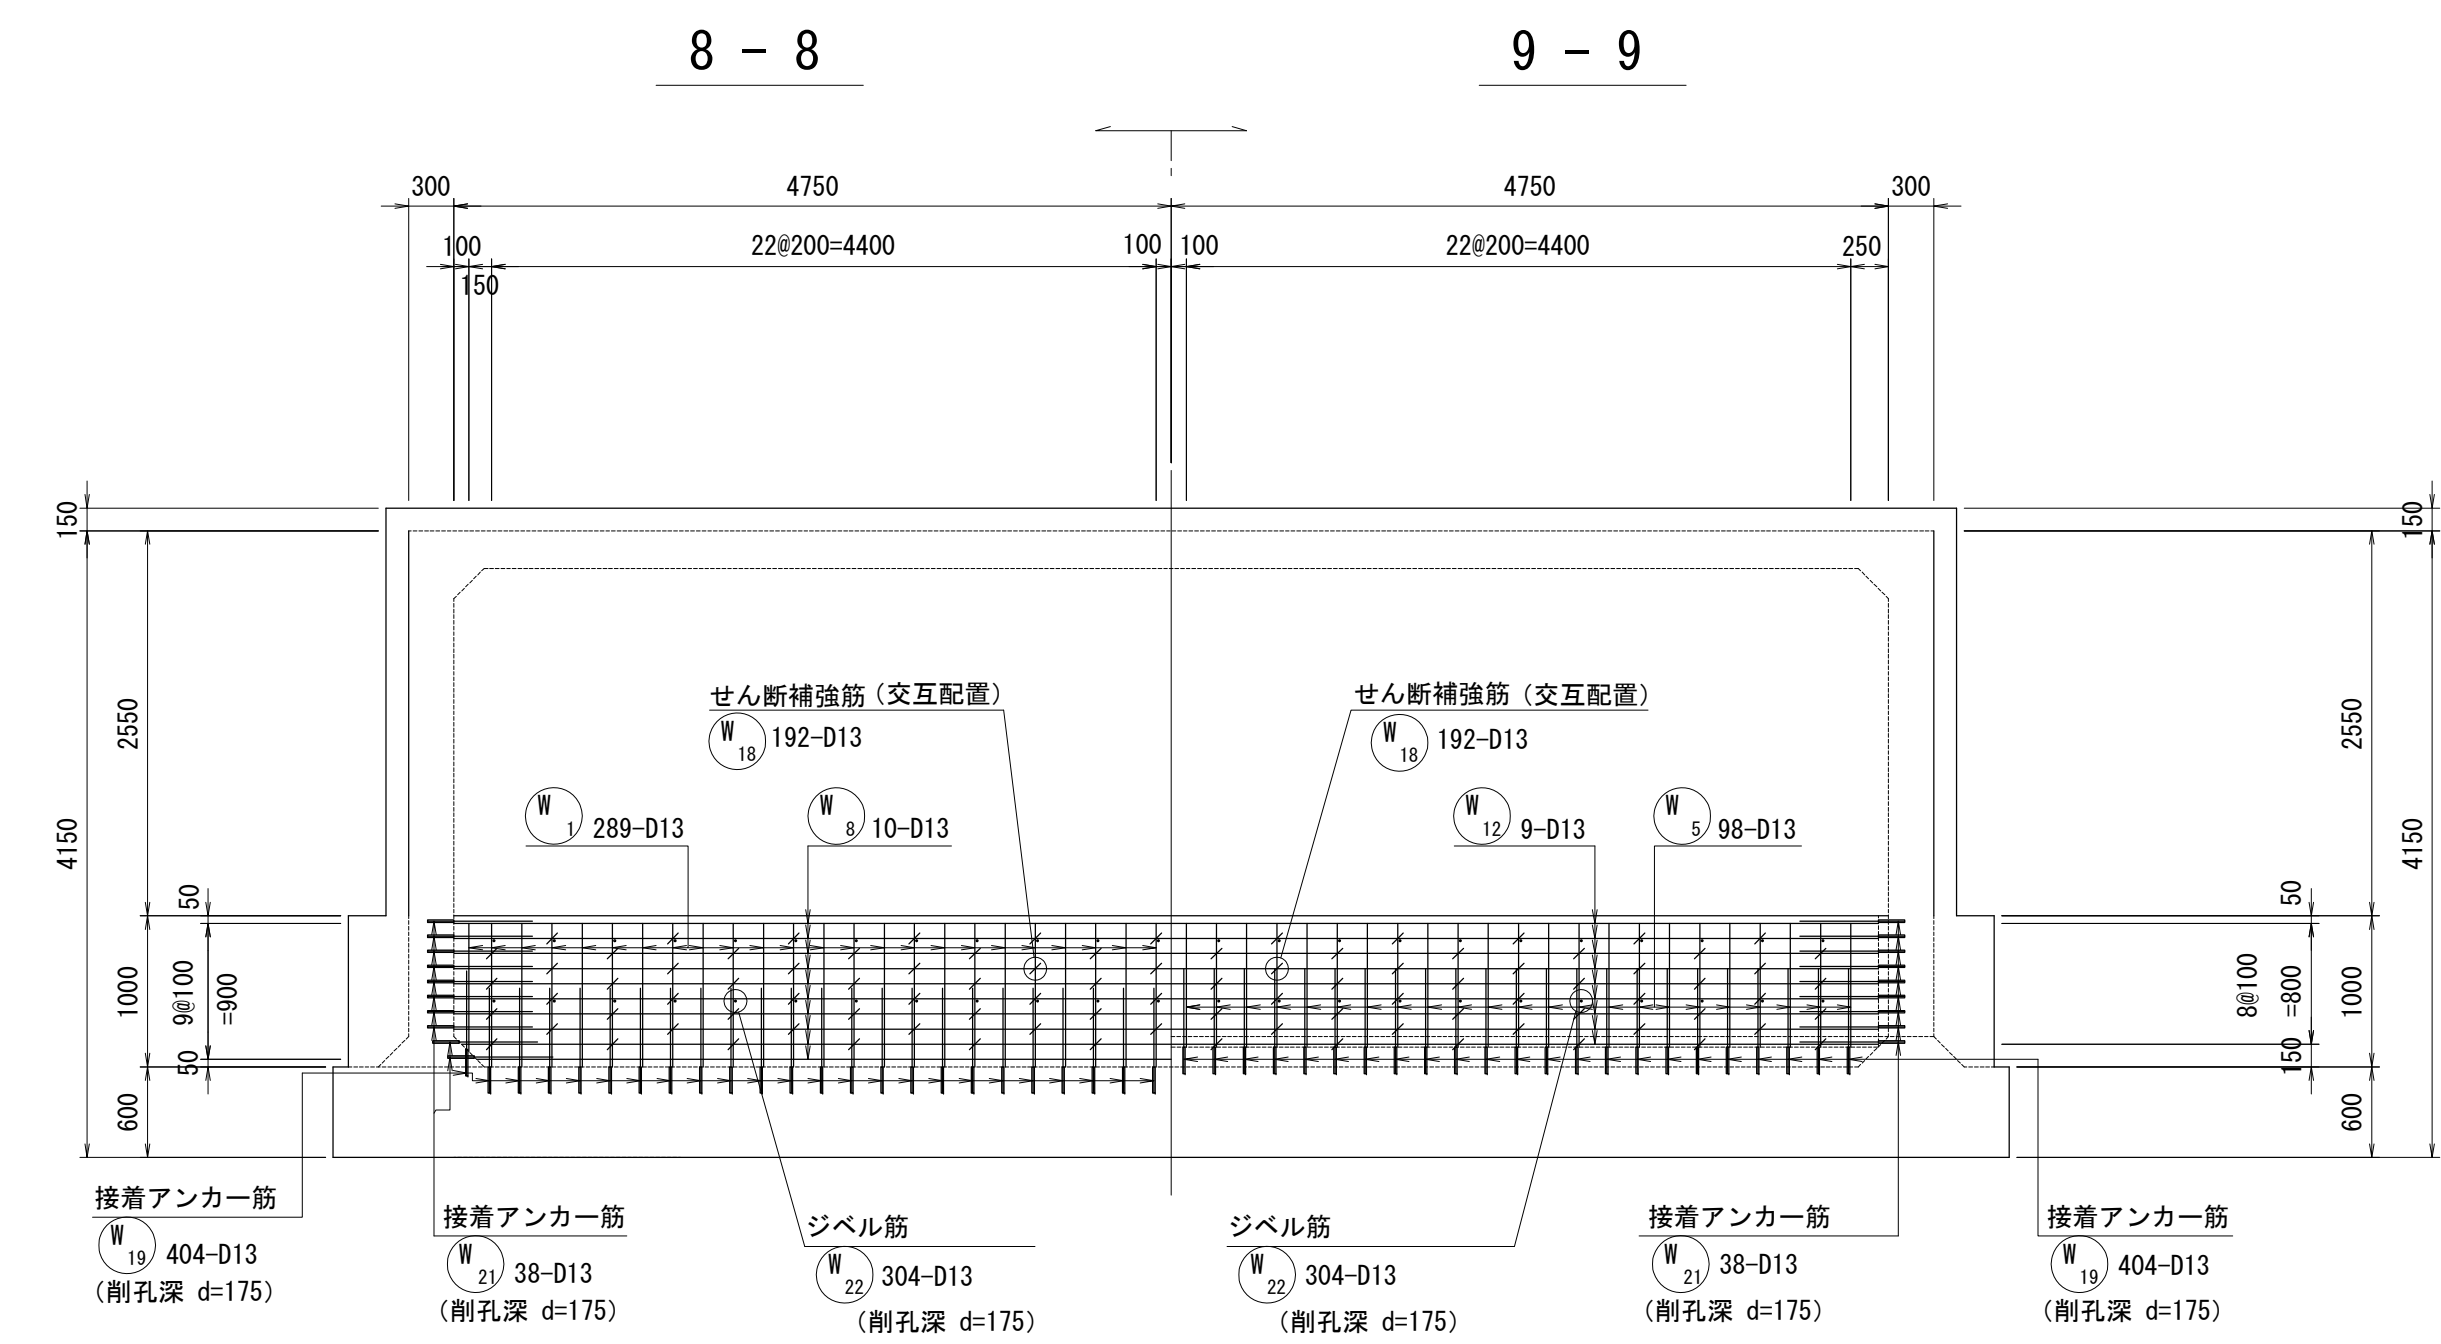 8 - 8
9 - 9
300
4750
4750
300
100
22@200=4400
100
100
22@200=4400
250
150
150
2550
4150
50
1000
9@100
=900
50
600
150
2550
4150
50
8@100
=800
1000
150
600
せん断補強筋（交互配置）
W18 192-D13
せん断補強筋（交互配置）
W18 192-D13
W1 289-D13
W8 10-D13
W12 9-D13
W5 98-D13
接着アンカー筋
W19 404-D13
（削孔深 d=175）
接着アンカー筋
W21 38-D13
（削孔深 d=175）
ジベル筋
W22 304-D13
（削孔深 d=175）
ジベル筋
W22 304-D13
（削孔深 d=175）
接着アンカー筋
W21 38-D13
（削孔深 d=175）
接着アンカー筋
W19 404-D13
（削孔深 d=175）